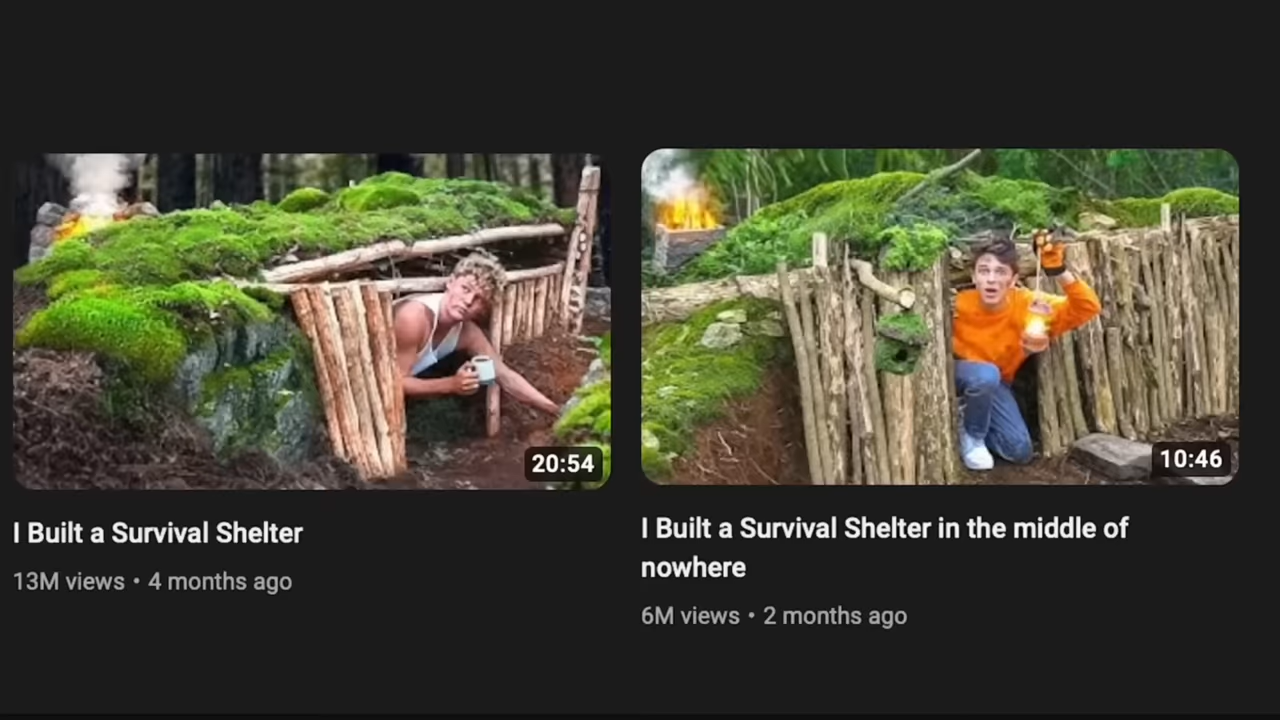 20:54
I Built a Survival Shelter
13M views • 4 months ago
10:46
I Built a Survival Shelter in the middle of
nowhere
6M views • 2 months ago